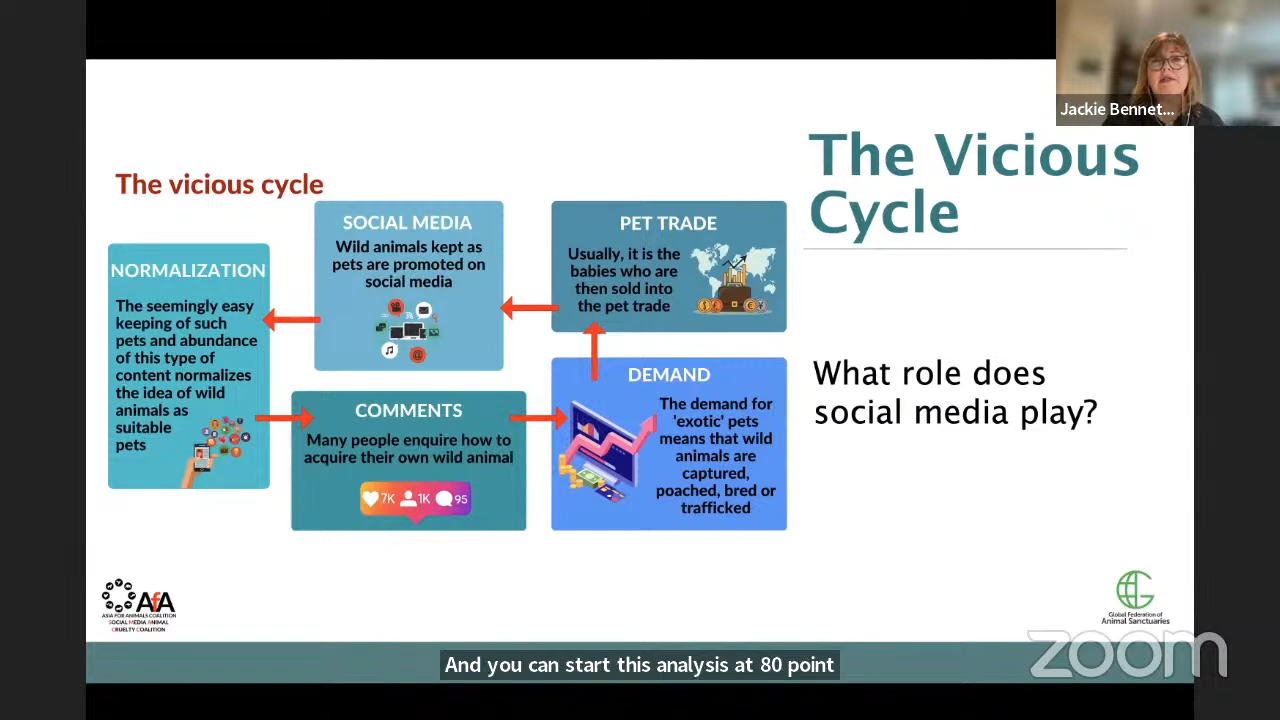 Jackie Bennet...
The Vicious
Cycle
The vicious cycle
NORMALIZATION
The seemingly easy
keeping of such
pets and abundance
of this type of
content normalizes
the idea of wild
animals as
suitable
pets
SOCIAL MEDIA
Wild animals kept as
pets are promoted on
social media
PET TRADE
Usually, it is the
babies who are
then sold into
the pet trade
COMMENTS
Many people enquire how to
acquire their own wild animal
7K 1K 95
DEMAND
The demand for
'exotic' pets
means that wild
animals are
captured,
poached, bred or
trafficked
What role does
social media play?
AfA
ASIA FOR ANIMALS COALITION
SOCIAL MEDIA ANIMAL
CRUELTY COALITION
Global Federation of
Animal Sanctuaries
zoom
And you can start this analysis at 80 point